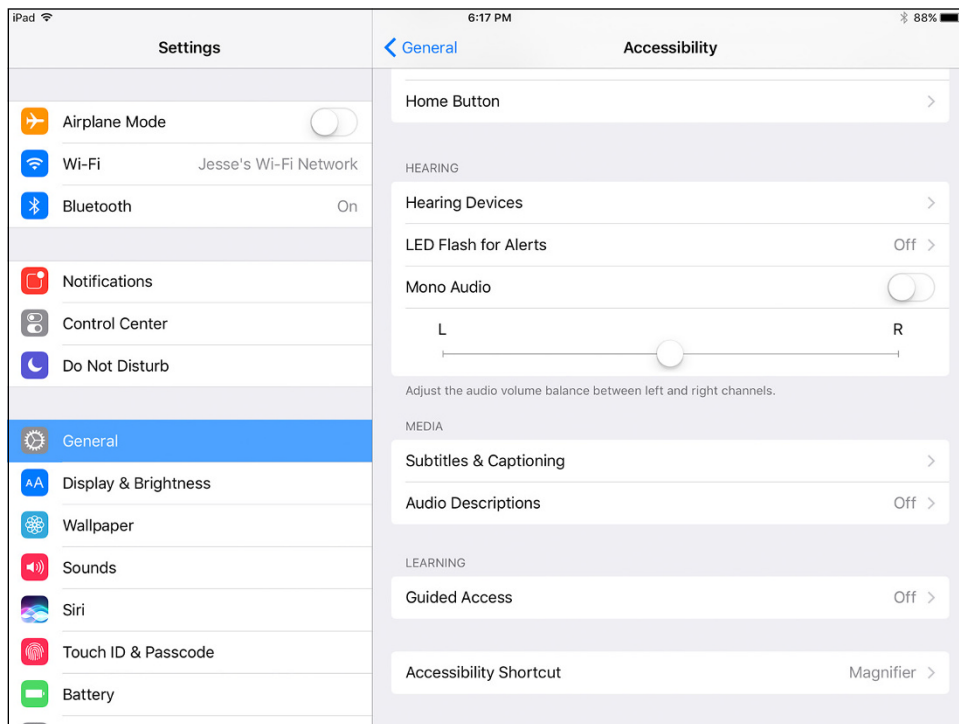 iPad 6:17 PM 88%
Settings
General Accessibility
Airplane Mode
Wi-Fi Jesse's Wi-Fi Network
Bluetooth On
Notifications
Control Center
Do Not Disturb
General
AA Display & Brightness
Wallpaper
Sounds
Siri
Touch ID & Passcode
Battery
Home Button
HEARING
Hearing Devices
LED Flash for Alerts Off
Mono Audio
L R
Adjust the audio volume balance between left and right channels.
MEDIA
Subtitles & Captioning
Audio Descriptions Off
LEARNING
Guided Access Off
Accessibility Shortcut Magnifier